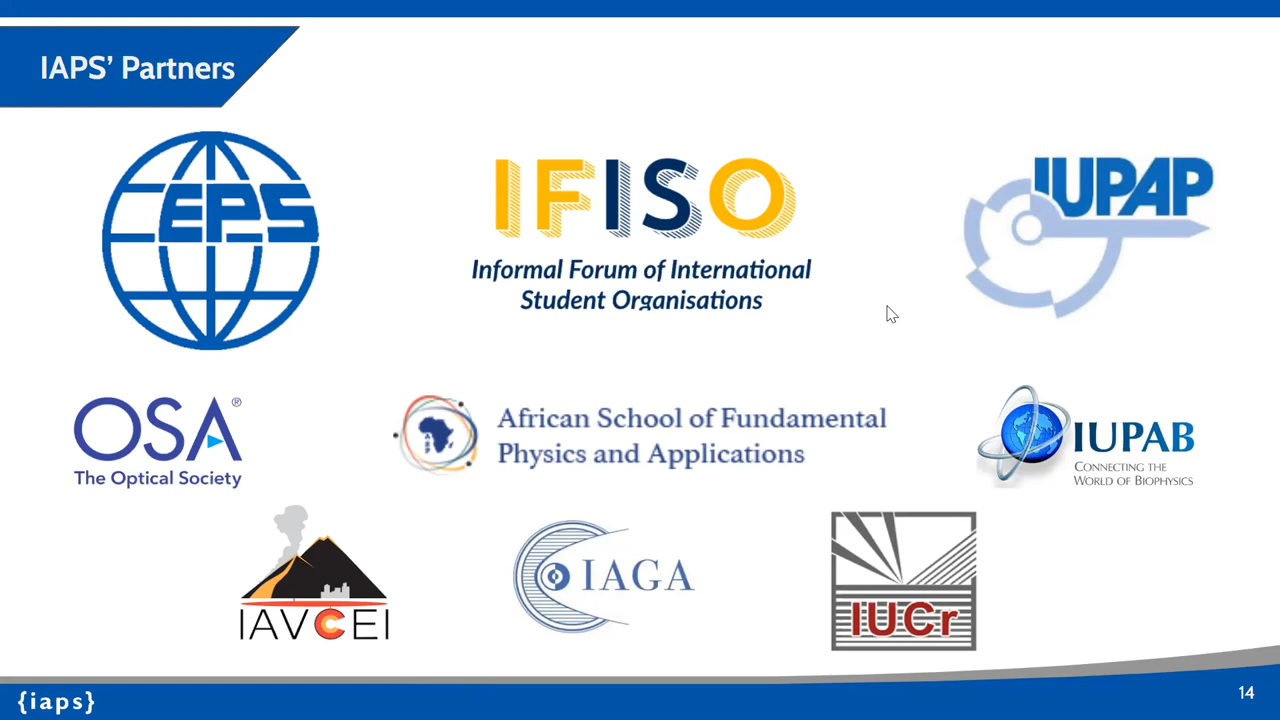 IAPS' Partners
EPS
IFISO
Informal Forum of International
Student Organisations
IUPAP
OSA®
The Optical Society
African School of Fundamental
Physics and Applications
IUPAB
CONNECTING THE
WORLD OF BIOPHYSICS
IAVCEI
IAGA
IUCr
{iaps}
14